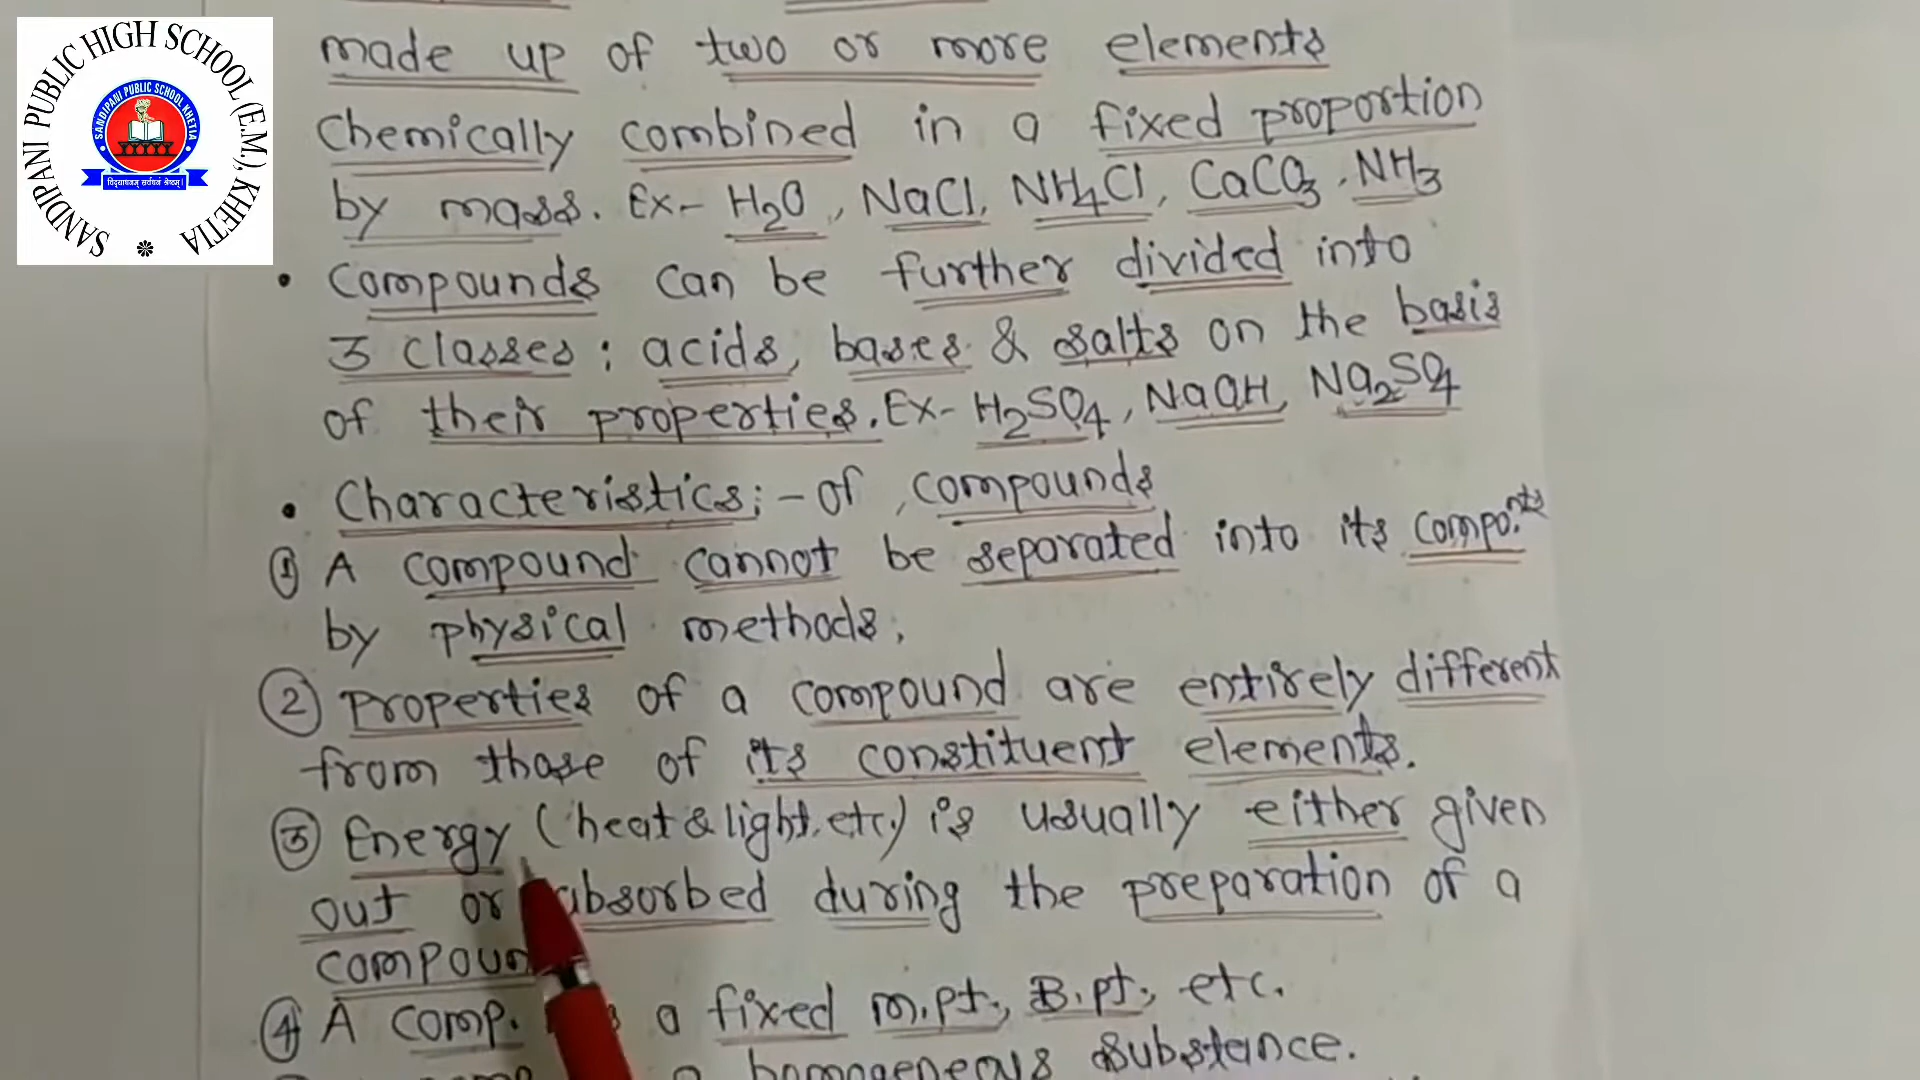 SANDIPANI PUBLIC HIGH SCHOOL (E.M.), KHETIA
SANDIPANI PUBLIC SCHOOL KHETIA
made up of two or more elements
chemically combined in a fixed proportion
by mass. Ex- H₂O, NaCl, NH₄Cl, CaCO₃, NH₃
• Compounds can be further divided into
3 classes : acids, bases & salts on the basis
of their properties. Ex- H₂SO₄, NaOH, Na₂SO₄
• Characteristics :- of compounds
① A compound cannot be separated into its compo.nts
by physical methods.
② Properties of a compound are entirely different
from those of its constituent elements.
③ Energy (heat & light etc.) is usually either given
out or absorbed during the preparation of a
compoun
④ A comp. a fixed m.pt., B.pt., etc.
a homogeneous substance.